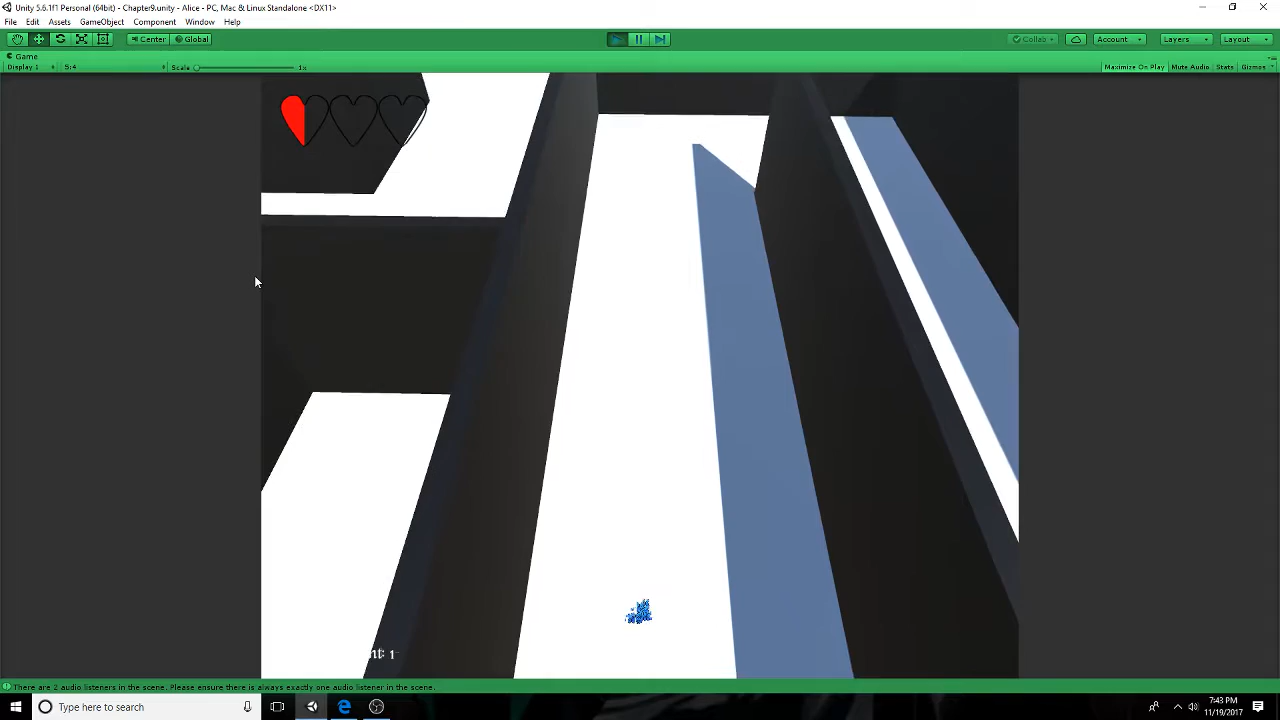 Unity 5.6.1f1 Personal (64bit) - Chapter9.unity - Alice - PC, Mac & Linux Standalone <DX11>
File Edit Assets GameObject Component Window Help
Center Global Collab Account Layers Layout
Game
Display 1 5:4 Scale 1x Maximize On Play Mute Audio Stats Gizmos
nt: 1
There are 2 audio listeners in the scene. Please ensure there is always exactly one audio listener in the scene.
Type here to search
7:43 PM
11/19/2017